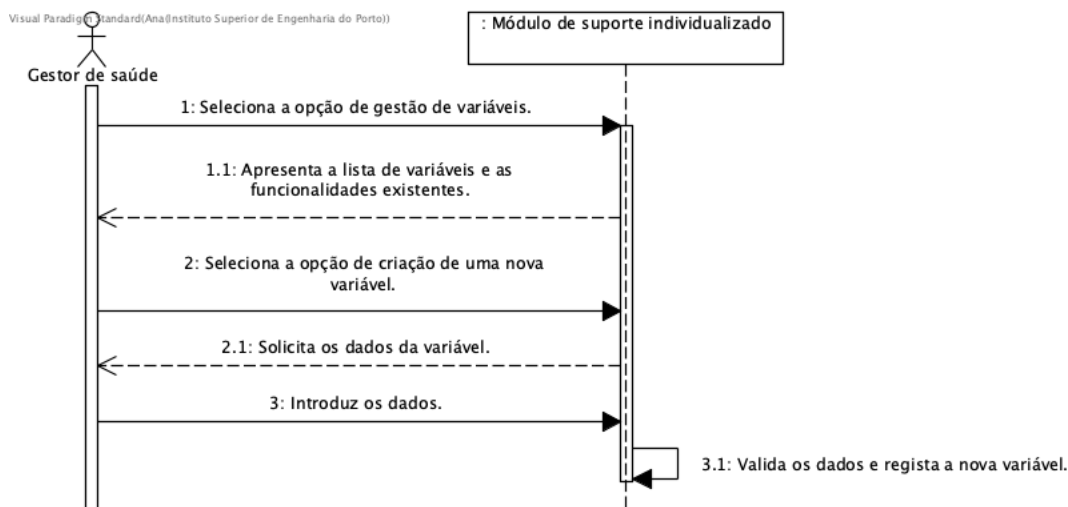 Visual Paradigm Standard(Ana(Instituto Superior de Engenharia do Porto))
: Módulo de suporte individualizado
Gestor de saúde
1: Seleciona a opção de gestão de variáveis.
1.1: Apresenta a lista de variáveis e as
funcionalidades existentes.
2: Seleciona a opção de criação de uma nova
variável.
2.1: Solicita os dados da variável.
3: Introduz os dados.
3.1: Valida os dados e regista a nova variável.